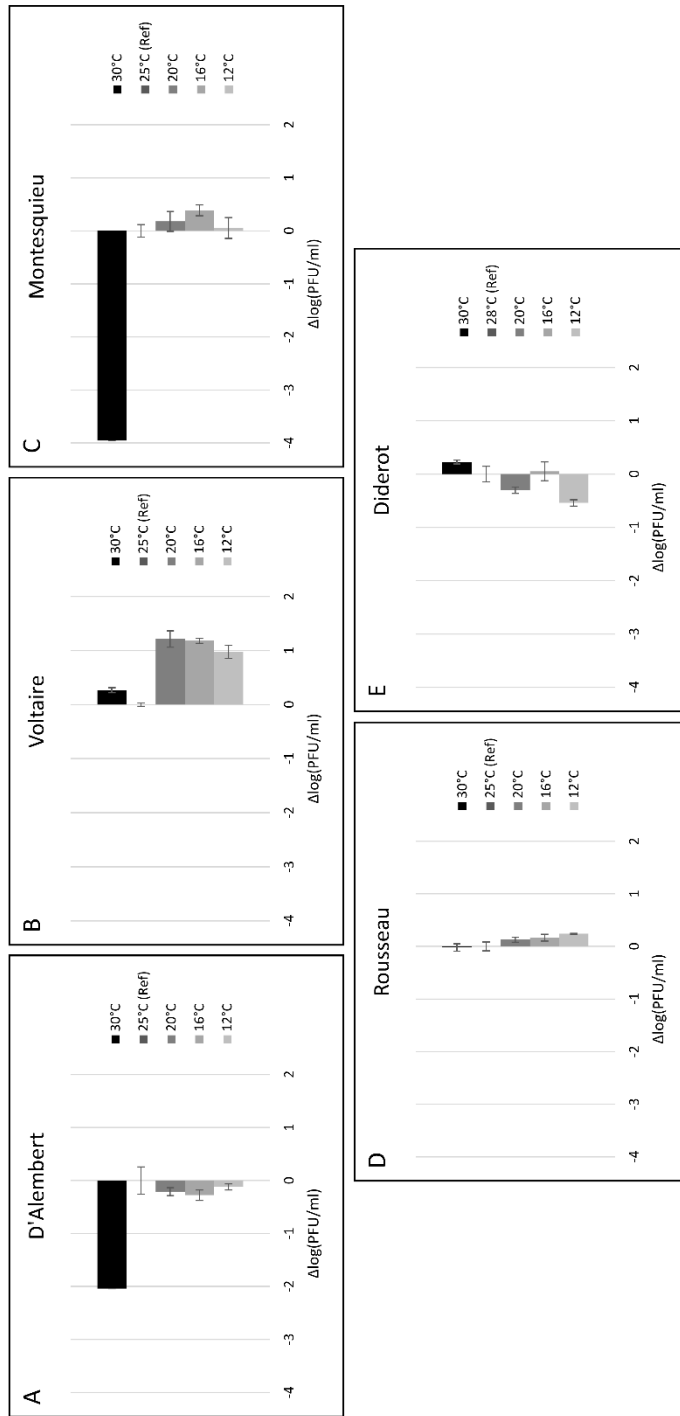 A
D'Alembert
30°C
25°C (Ref)
20°C
16°C
12°C
-4 -3 -2 -1 0 1 2
Δlog(PFU/ml)
B
Voltaire
30°C
25°C (Ref)
20°C
16°C
12°C
-4 -3 -2 -1 0 1 2
Δlog(PFU/ml)
C
Montesquieu
30°C
25°C (Ref)
20°C
16°C
12°C
-4 -3 -2 -1 0 1 2
Δlog(PFU/ml)
D
Rousseau
30°C
25°C (Ref)
20°C
16°C
12°C
-4 -3 -2 -1 0 1 2
Δlog(PFU/ml)
E
Diderot
30°C
28°C (Ref)
20°C
16°C
12°C
-4 -3 -2 -1 0 1 2
Δlog(PFU/ml)